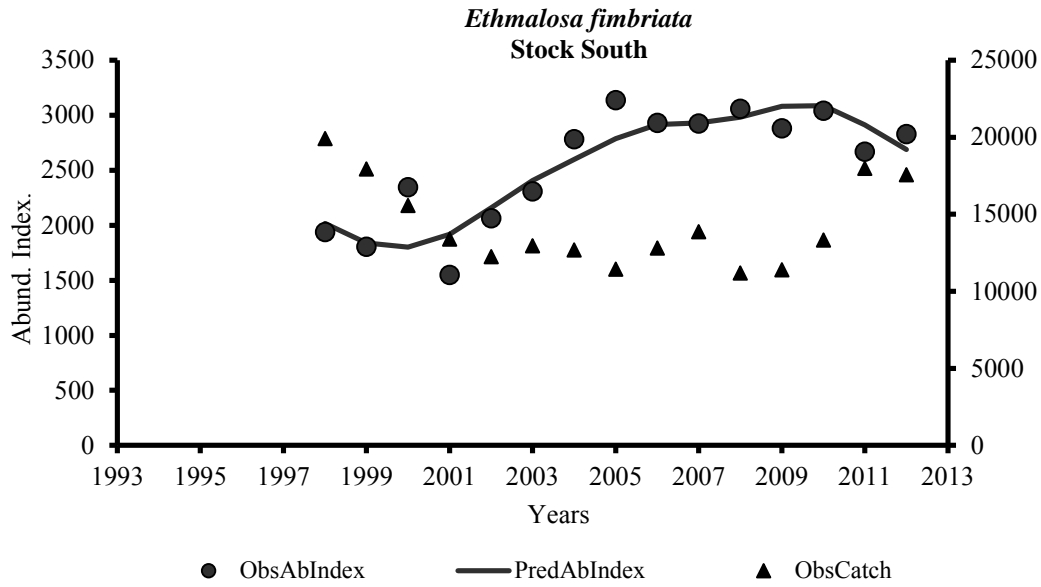 Ethmalosa fimbriata
Stock South
3500
3000
2500
2000
1500
1000
500
0
Abund. Index.
25000
20000
15000
10000
5000
0
1993 1995 1997 1999 2001 2003 2005 2007 2009 2011 2013
Years
ObsAbIndex PredAbIndex ObsCatch